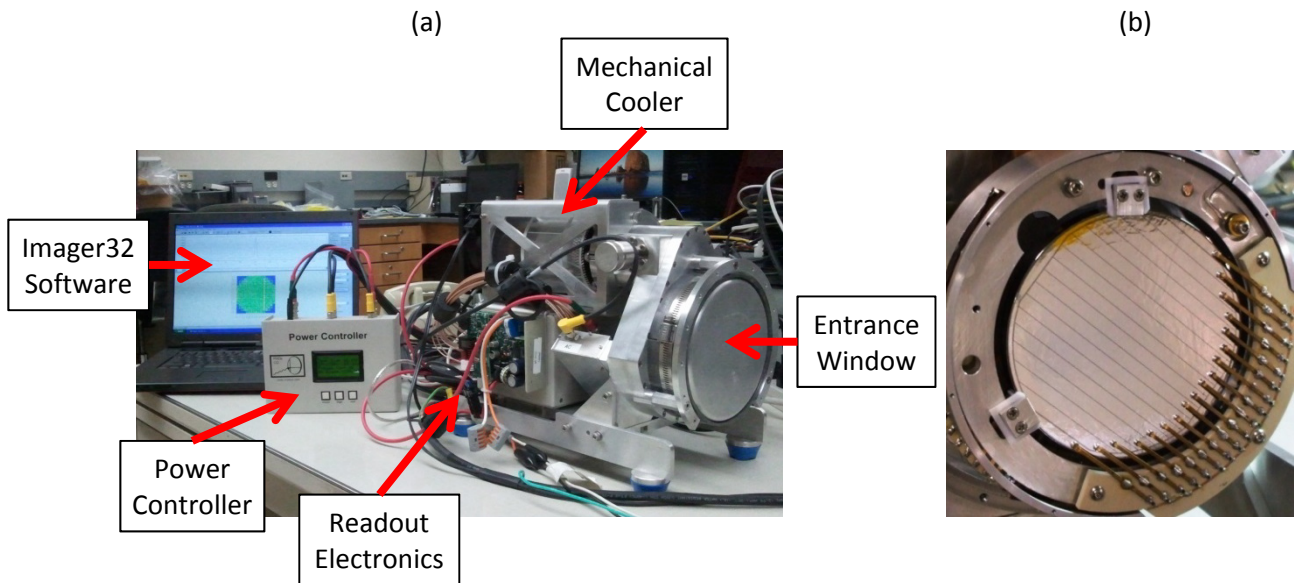 (a)
(b)
Mechanical
Cooler
Imager32
Software
Power Controller
Entrance
Window
Power
Controller
Readout
Electronics